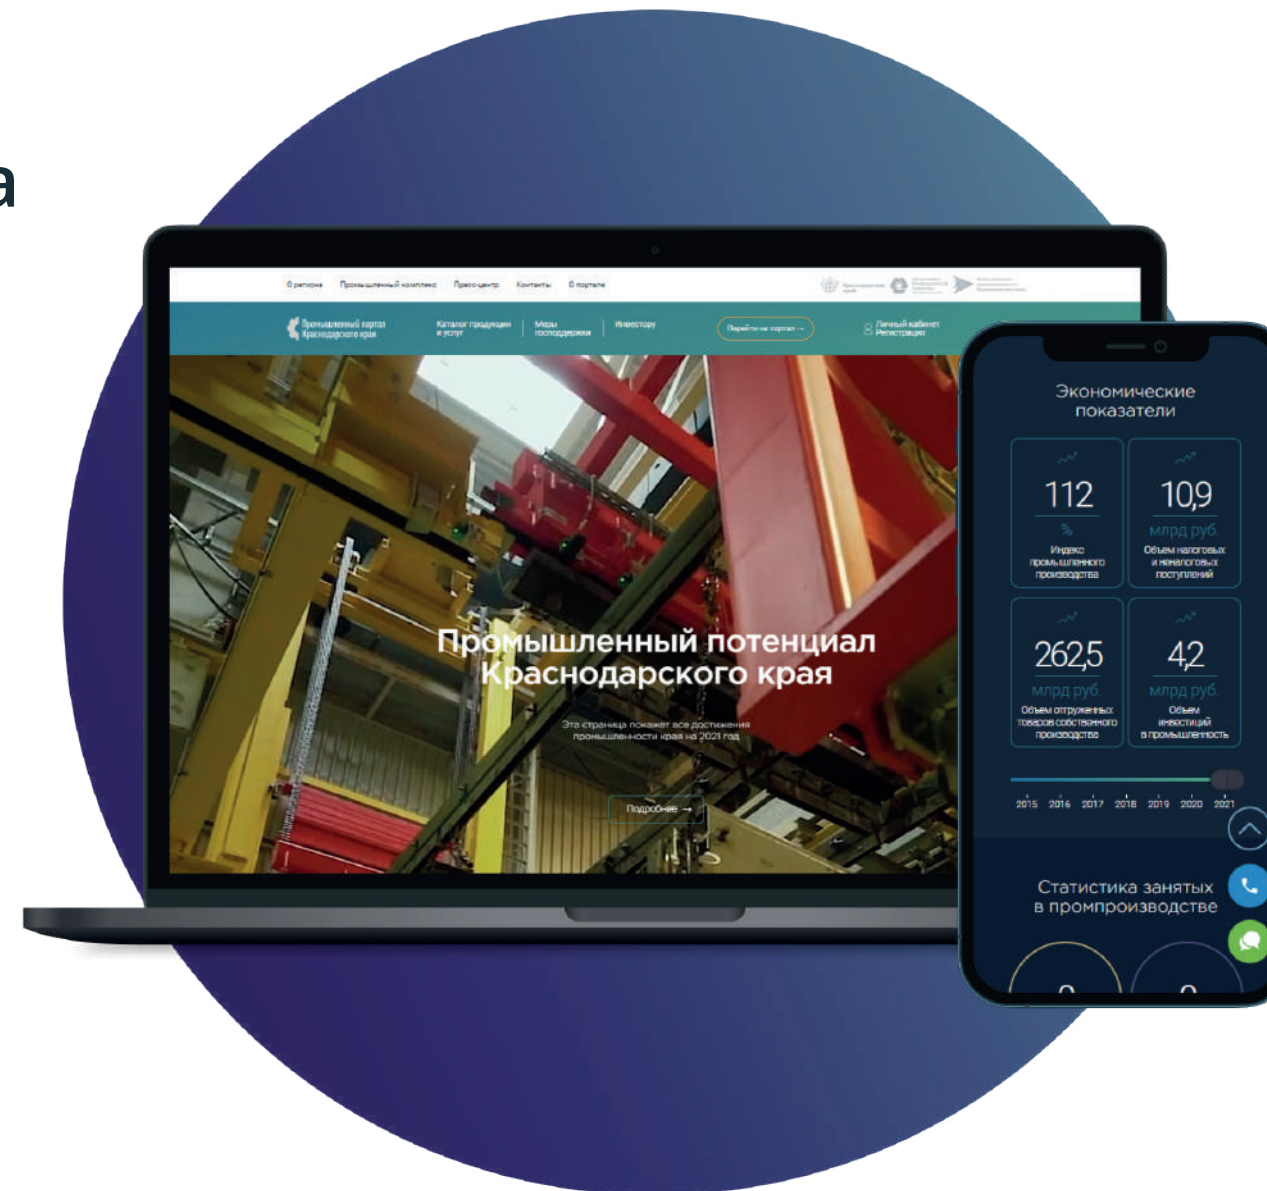 а
О регионе Промышленный комплекс Пресс-центр Контакты О портале
Промышленный портал
Краснодарского края
Каталог продукции
и услуг
Меры
господдержки
Инвестору
Перейти на портал →
Личный кабинет
Регистрация
Промышленный потенциал
Краснодарского края
Эта страница покажет все достижения
промышленности края на 2021 год
Подробнее →
Экономические
показатели
112
%
Индекс
промышленного
производства
10,9
млрд руб.
Объем налоговых
и неналоговых
поступлений
262,5
млрд руб.
Объем отгруженных
товаров собственного
производства
4,2
млрд руб.
Объем
инвестиций
в промышленность
2015 2016 2017 2018 2019 2020 2021
Статистика занятых
в промпроизводстве